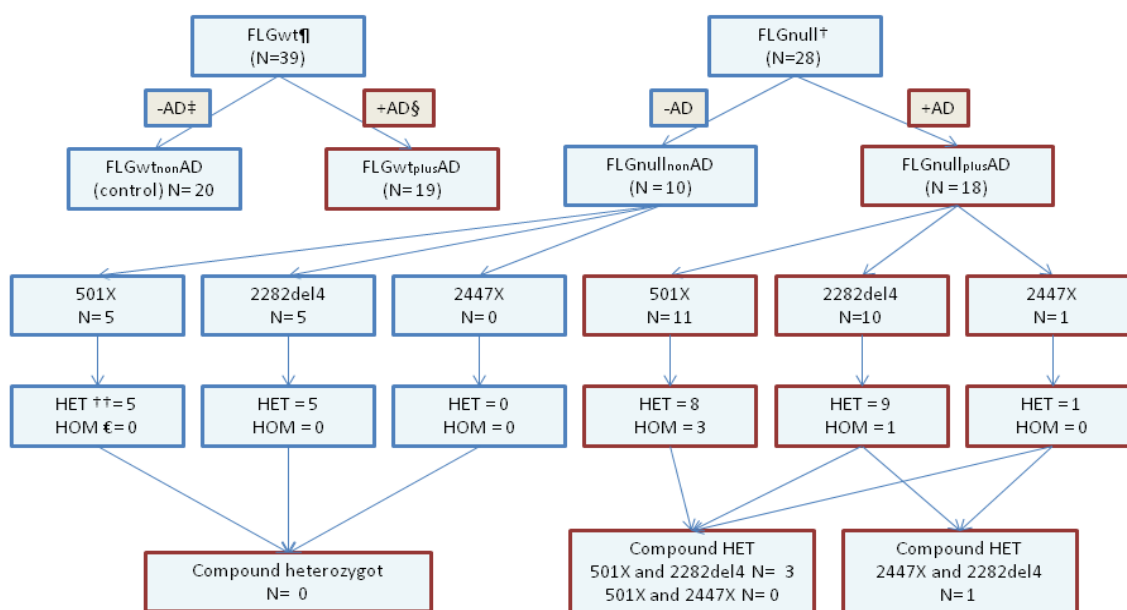 FLGwt¶
(N=39)
FLGnull†
(N=28)
-AD‡
+AD§
-AD
+AD
FLGwtnonAD
(control) N= 20
FLGwtplusAD
(N=19)
FLGnullnonAD
(N = 10)
FLGnullplusAD
(N = 18)
501X
N= 5
2282del4
N= 5
2447X
N= 0
501X
N= 11
2282del4
N=10
2447X
N= 1
HET ††= 5
HOM €= 0
HET = 5
HOM = 0
HET = 0
HOM = 0
HET = 8
HOM = 3
HET = 9
HOM = 1
HET = 1
HOM = 0
Compound heterozygot
N= 0
Compound HET
501X and 2282del4 N= 3
501X and 2447X N= 0
Compound HET
2447X and 2282del4
N= 1